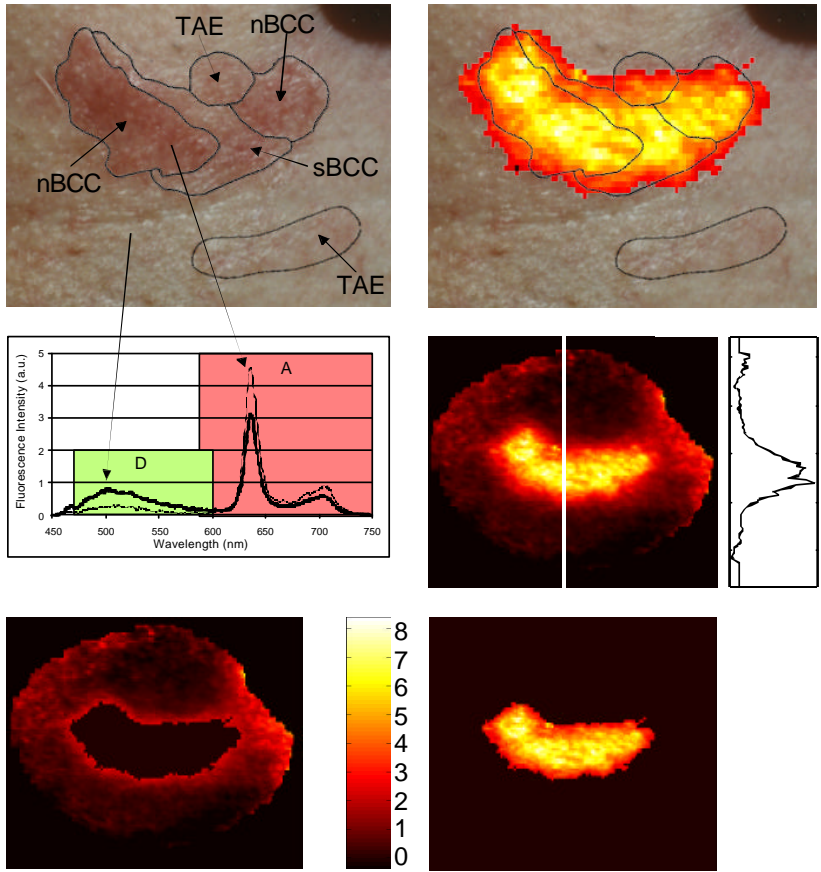 TAE nBCC
nBCC
sBCC
TAE
5
4
3
2
1
0
Fluorescence Intensity (a.u.)
A
D
450 500 550 600 650 700 750
Wavelength (nm)
8
7
6
5
4
3
2
1
0